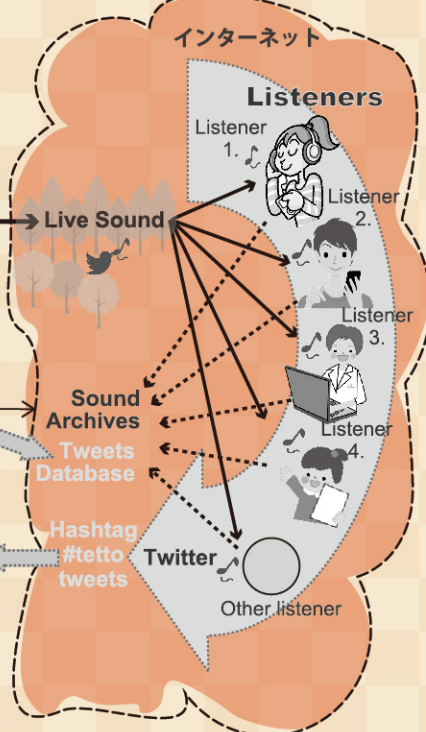 インターネット
Listeners
Listener
1.
Listener
2.
Live Sound
Listener
3.
Sound
Archives
Listener
4.
Tweets
Database
Hashtag
#tetto
tweets
Twitter
Other listener